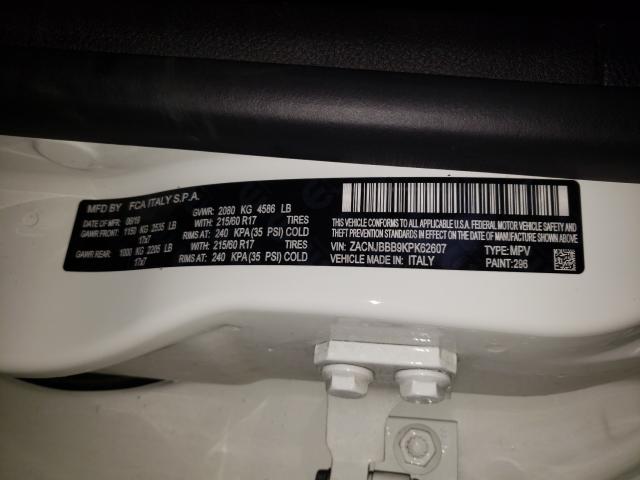 MFD BY FCA ITALY S.P.A.
DATE OF MFR 06/19 GVWR: 2080 KG 4586 LB
GAWR FRONT: 1150 KG 2535 LB WITH: 215/60 R17 TIRES
17x7 RIMS AT: 240 KPA (35 PSI) COLD
GAWR REAR: 1000 KG 2205 LB WITH: 215/60 R17 TIRES
17x7 RIMS AT: 240 KPA (35 PSI) COLD
THIS VEHICLE CONFORMS TO ALL APPLICABLE U.S.A. FEDERAL MOTOR VEHICLE SAFETY AND
THEFT PREVENTION STANDARDS IN EFFECT ON THE DATE OF MANUFACTURE SHOWN ABOVE.
VIN: ZACNJBBB9KPK62607 TYPE: MPV
VEHICLE MADE IN: ITALY PAINT: 296